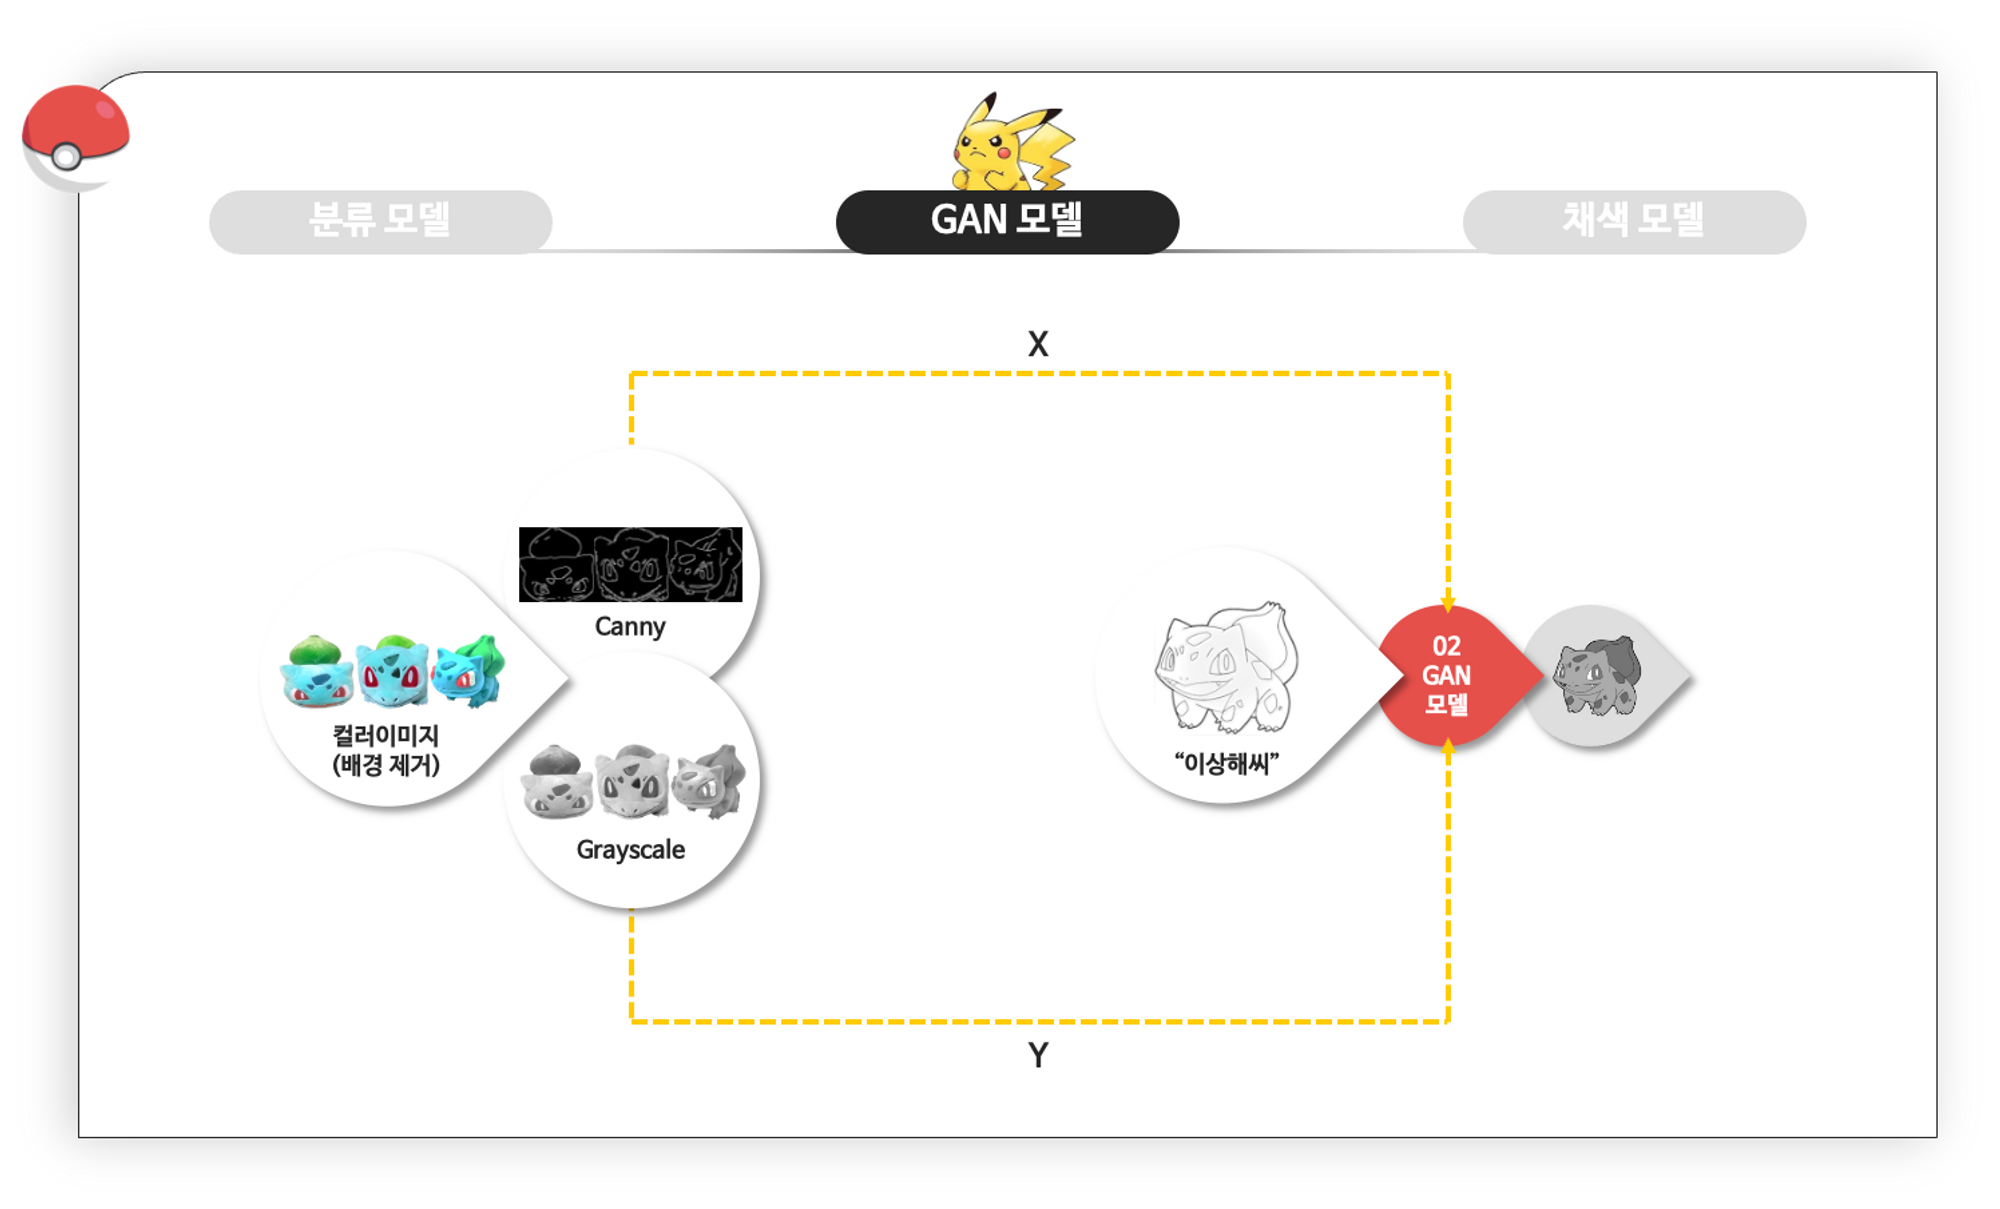 분류 모델
GAN 모델
채색 모델
X
Canny
컬러이미지
(배경 제거)
Grayscale
“이상해씨”
02
GAN
모델
Y